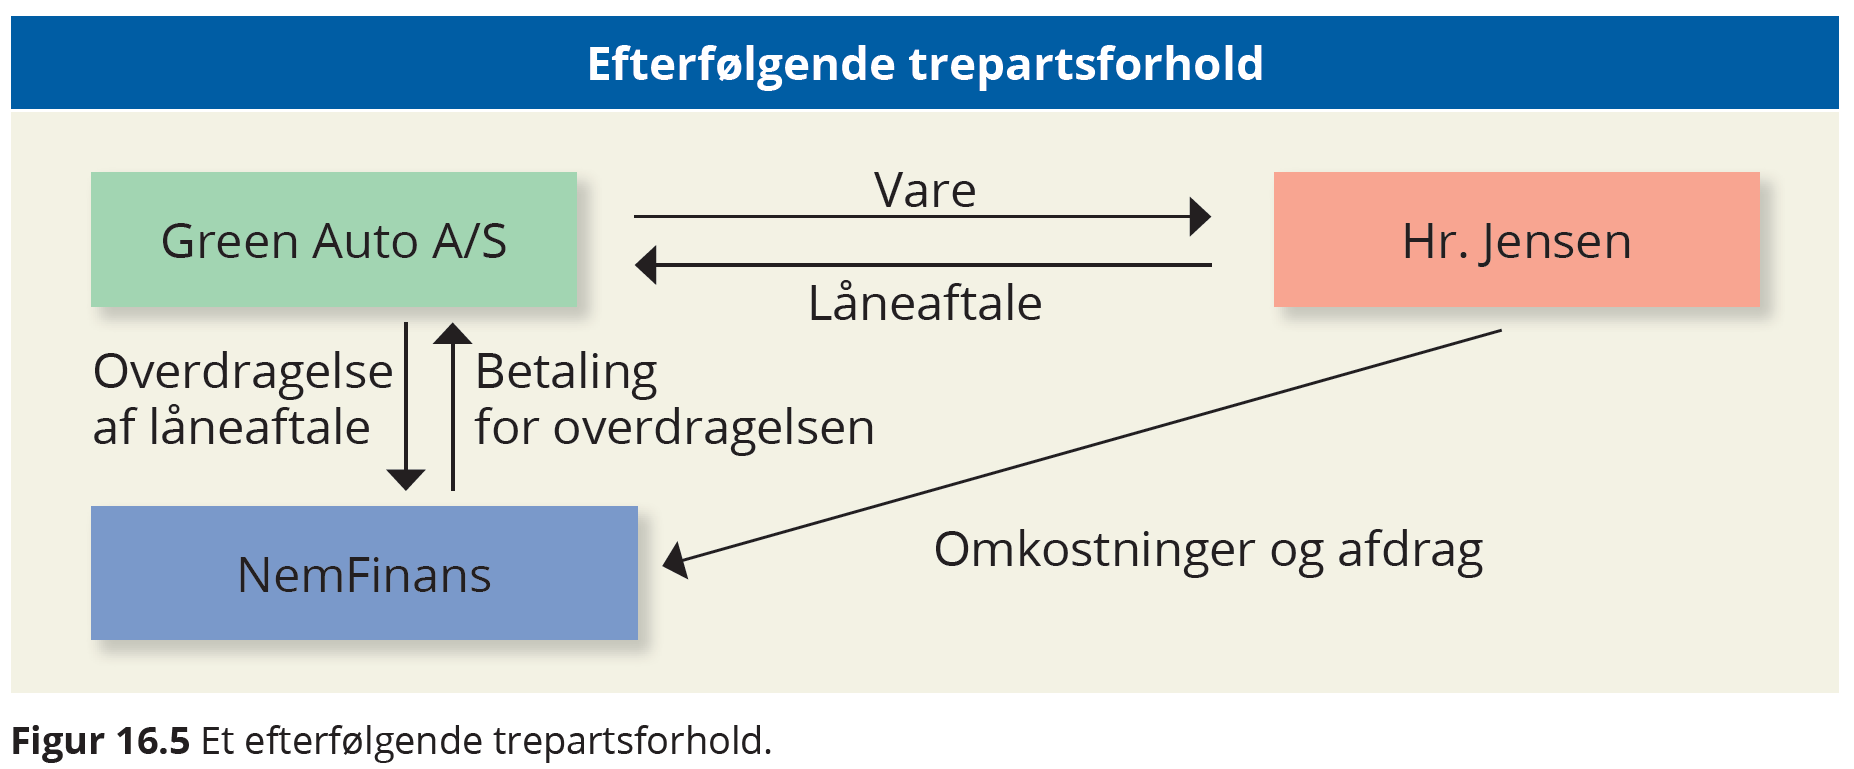 Efterfølgende trepartsforhold
Green Auto A/S
Vare
Låneaftale
Hr. Jensen
Overdragelse
af låneaftale
Betaling
for overdragelsen
NemFinans
Omkostninger og afdrag
Figur 16.5 Et efterfølgende trepartsforhold.